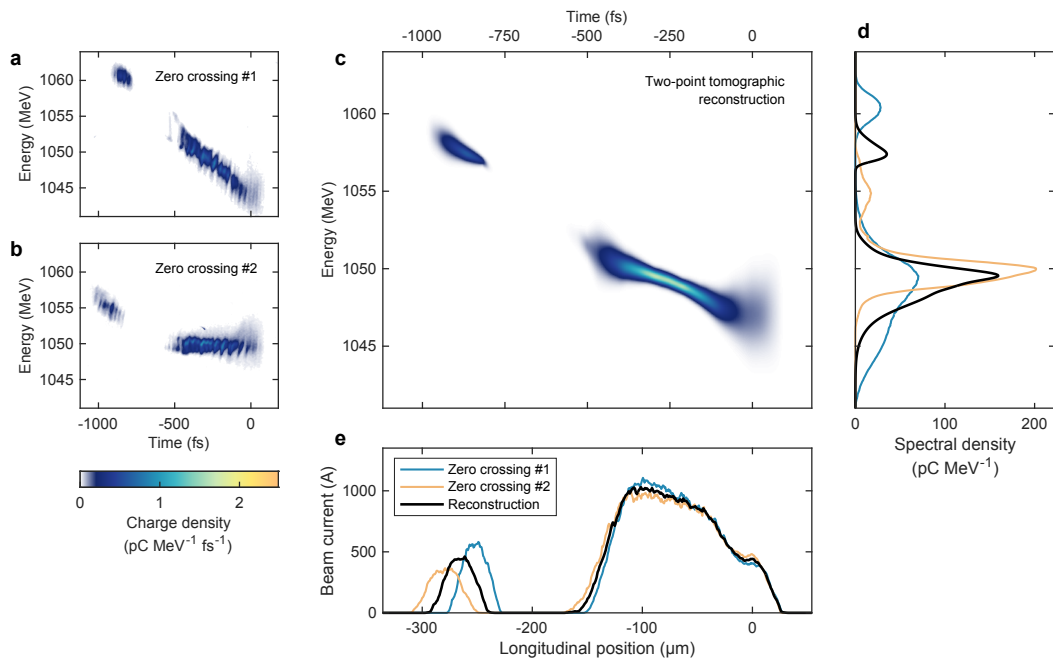 a
Zero crossing #1
1060
1055
1050
1045
Energy (MeV)
-1000
-500
0
b
Zero crossing #2
1060
1055
1050
1045
Energy (MeV)
-1000
-500
0
Time (fs)
0
1
2
Charge density
(pC MeV⁻¹ fs⁻¹)
Time (fs)
-1000
-750
-500
-250
0
c
Two-point tomographic
reconstruction
1060
1055
1050
1045
Energy (MeV)
d
0
100
200
Spectral density
(pC MeV⁻¹)
e
Zero crossing #1
Zero crossing #2
Reconstruction
1000
500
0
Beam current (A)
-300
-200
-100
0
Longitudinal position (µm)